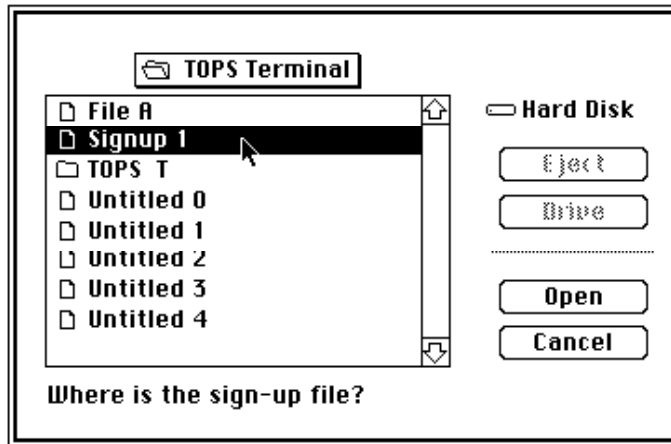 TOPS Terminal
File A
Signup 1
TOPS T
Untitled 0
Untitled 1
Untitled 2
Untitled 3
Untitled 4
Hard Disk
Eject
Drive
Open
Cancel
Where is the sign-up file?